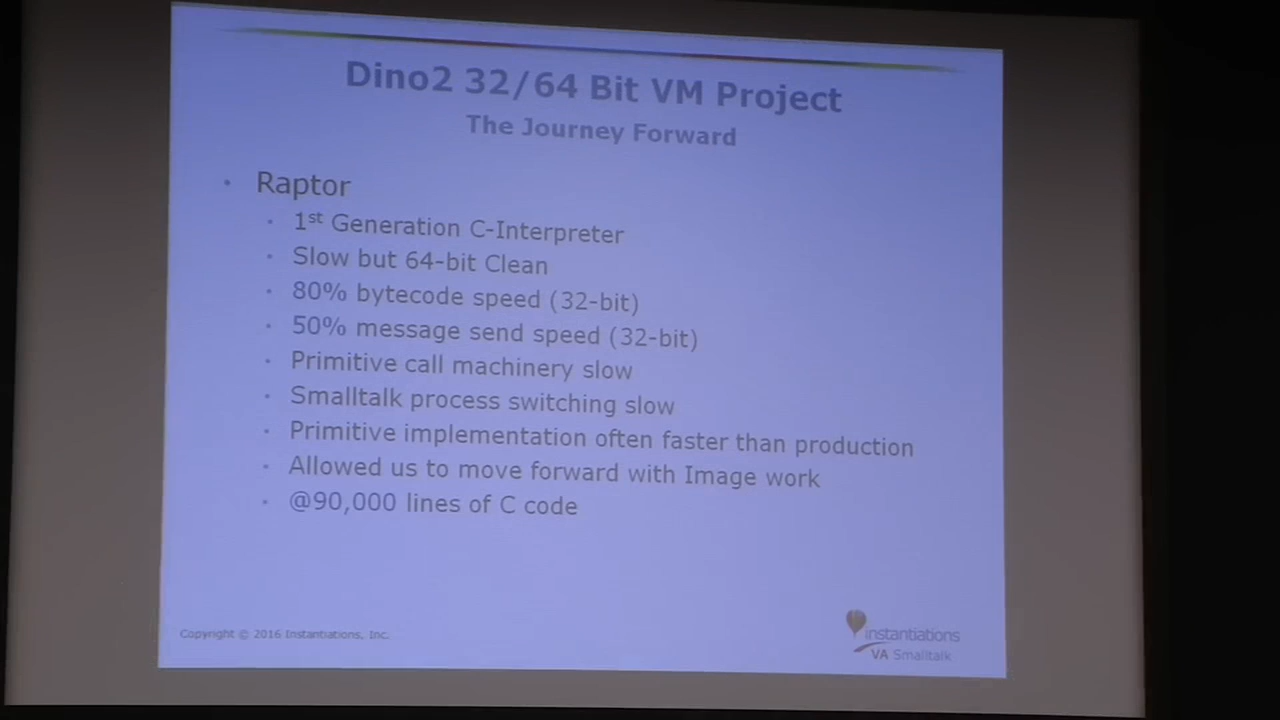 Dino2 32/64 Bit VM Project
The Journey Forward
• Raptor
• 1st Generation C-Interpreter
• Slow but 64-bit Clean
• 80% bytecode speed (32-bit)
• 50% message send speed (32-bit)
• Primitive call machinery slow
• Smalltalk process switching slow
• Primitive implementation often faster than production
• Allowed us to move forward with Image work
• @90,000 lines of C code
Copyright © 2016 Instantiations, Inc.
instantiations
VA Smalltalk